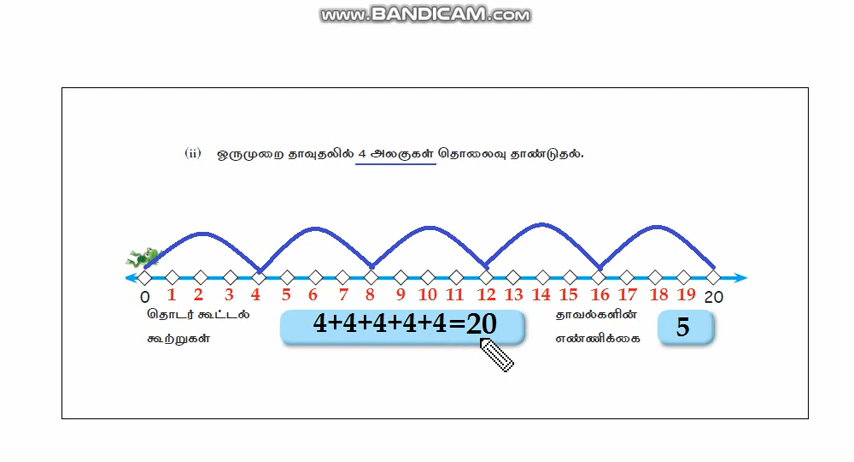 www.BANDICAM.com
(ii) ஒருமுறை தாவுதலில் 4 அலகுகள் தொலைவு தாண்டுதல்.
0 1 2 3 4 5 6 7 8 9 10 11 12 13 14 15 16 17 18 19 20
தொடர் கூட்டல் கூற்றுகள்
4+4+4+4+4=20
தாவல்களின் எண்ணிக்கை
5